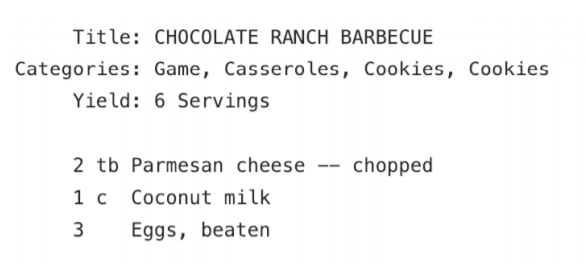 Title: CHOCOLATE RANCH BARBECUE
Categories: Game, Casseroles, Cookies, Cookies
Yield: 6 Servings
2 tb Parmesan cheese -- chopped
1 c Coconut milk
3 Eggs, beaten